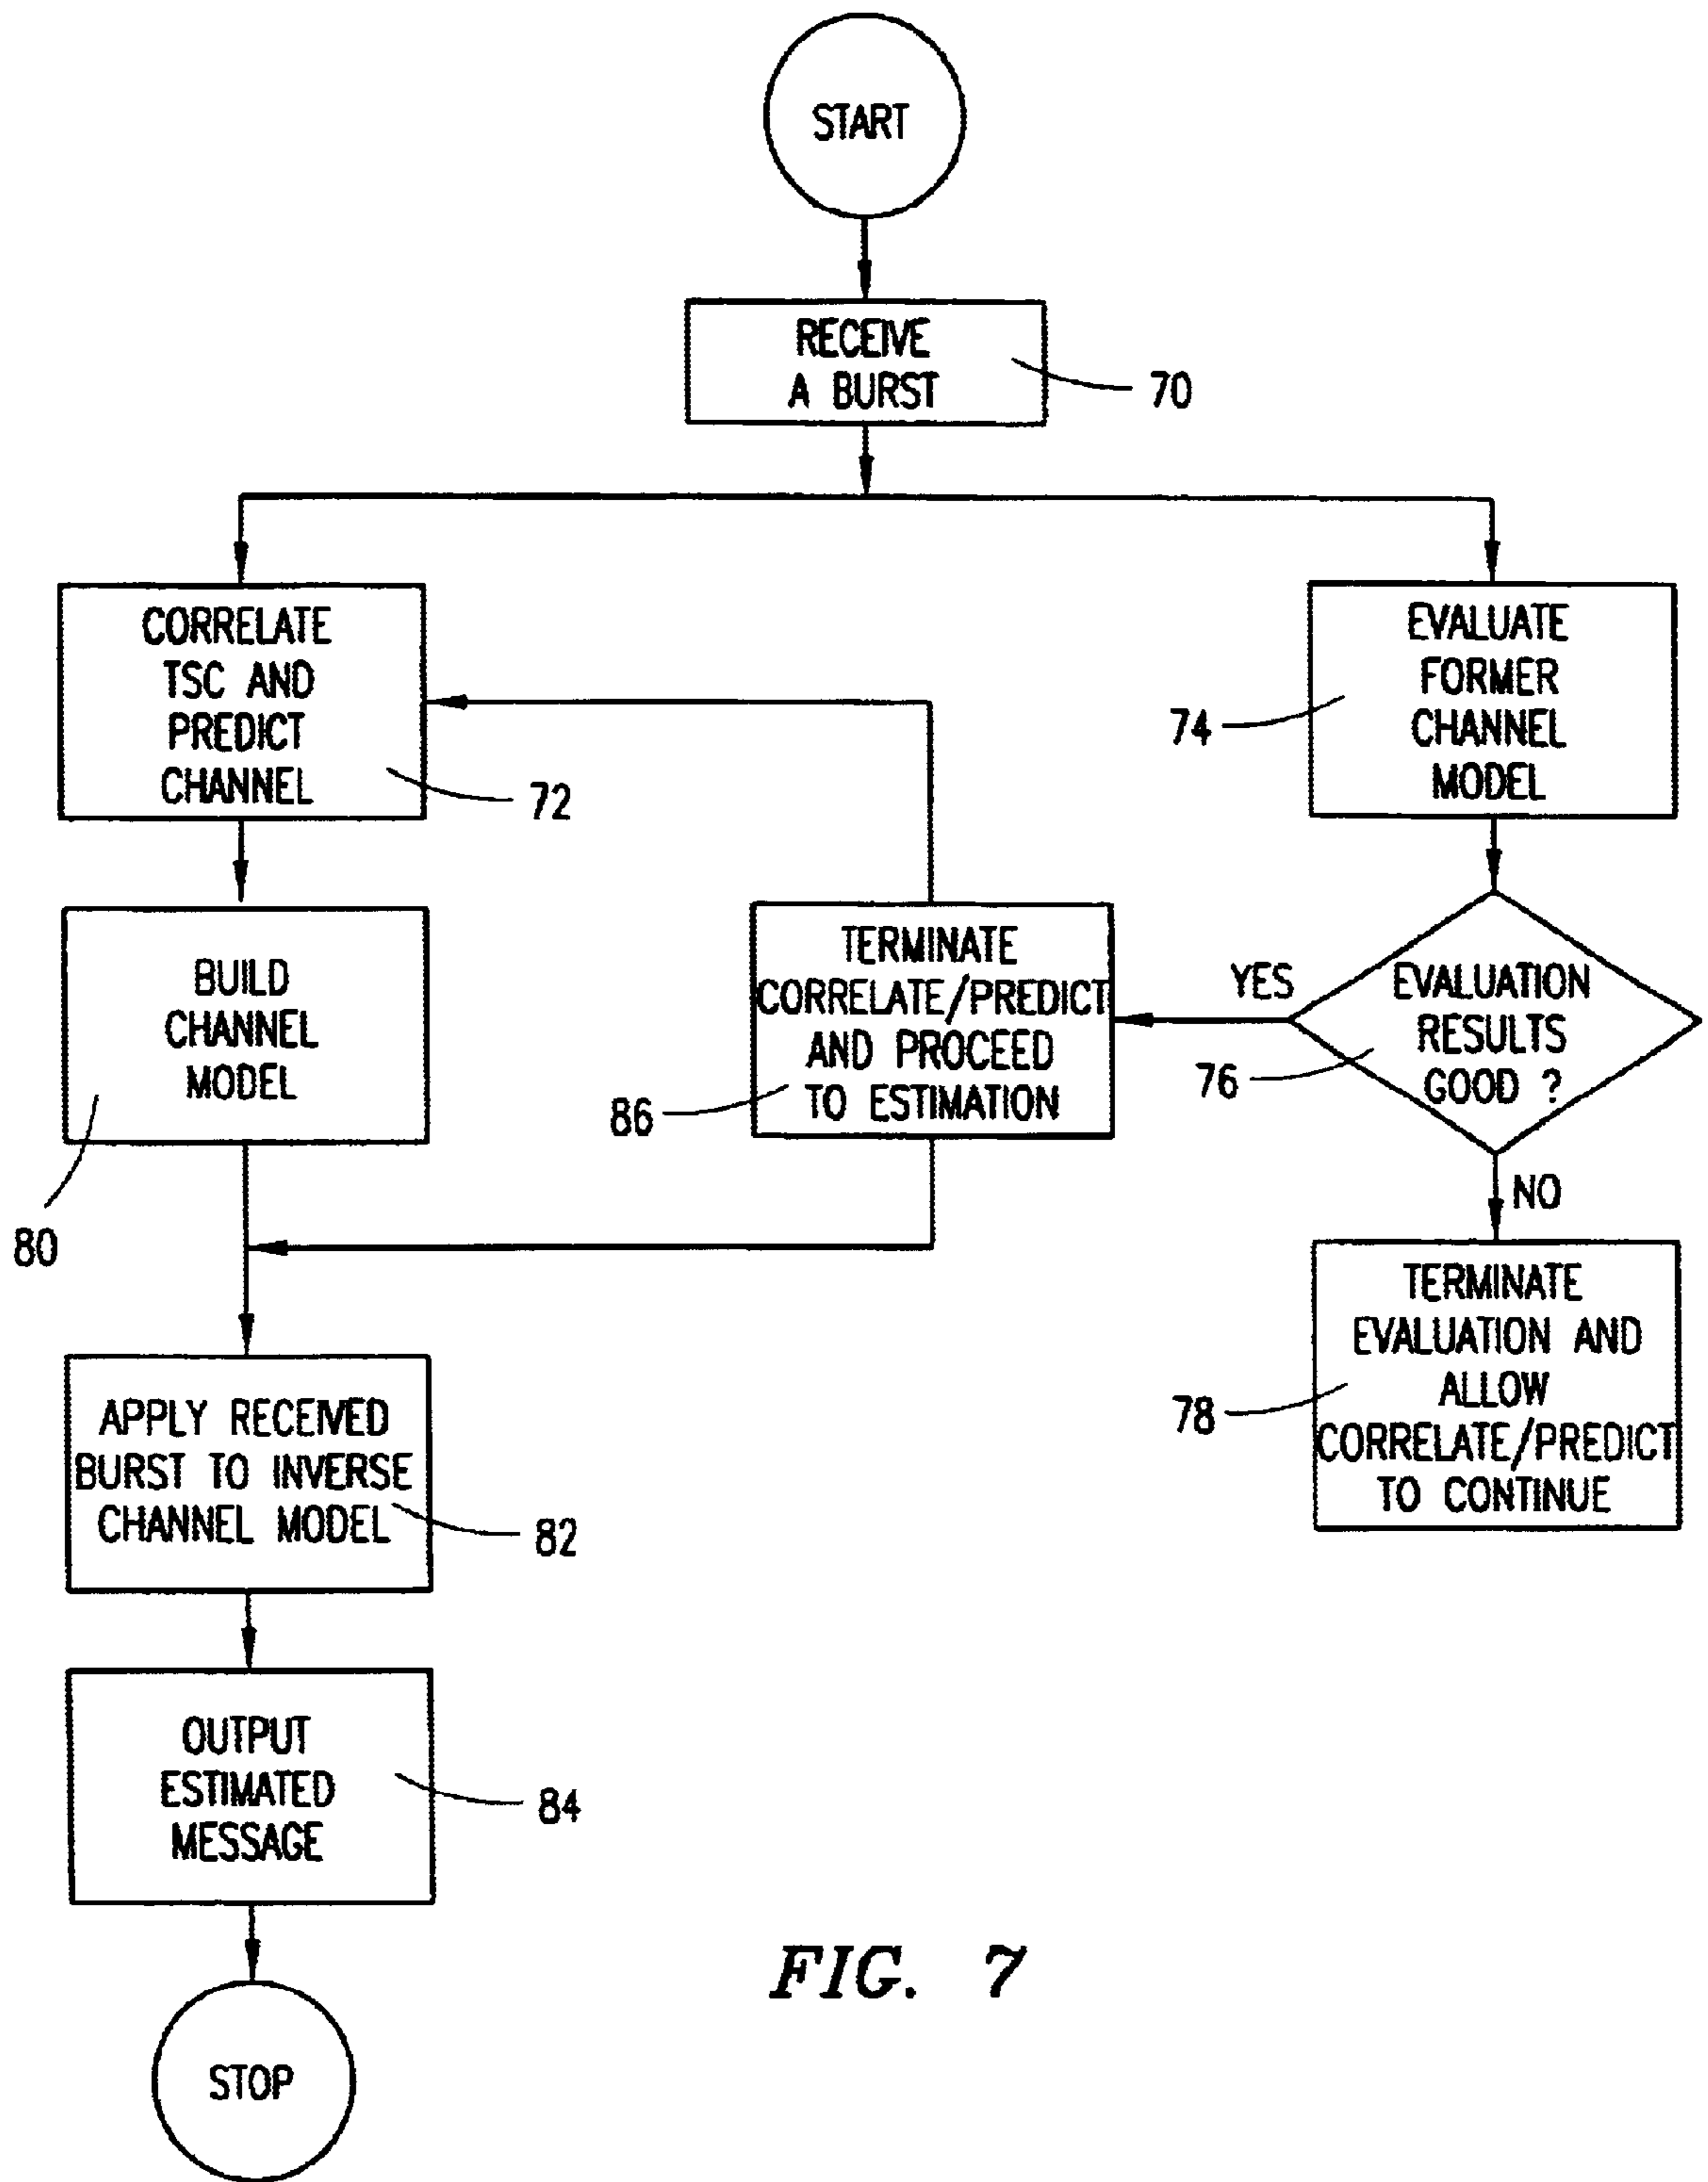 START
RECEIVE
A BURST
70
CORRELATE
TSC AND
PREDICT
CHANNEL
72
EVALUATE
FORMER
CHANNEL
MODEL
74
BUILD
CHANNEL
MODEL
80
TERMINATE
CORRELATE/PREDICT
AND PROCEED
TO ESTIMATION
86
YES
EVALUATION
RESULTS
GOOD ?
76
NO
TERMINATE
EVALUATION AND
ALLOW
CORRELATE/PREDICT
TO CONTINUE
78
APPLY RECEIVED
BURST TO INVERSE
CHANNEL MODEL
82
OUTPUT
ESTIMATED
MESSAGE
84
STOP
FIG. 7